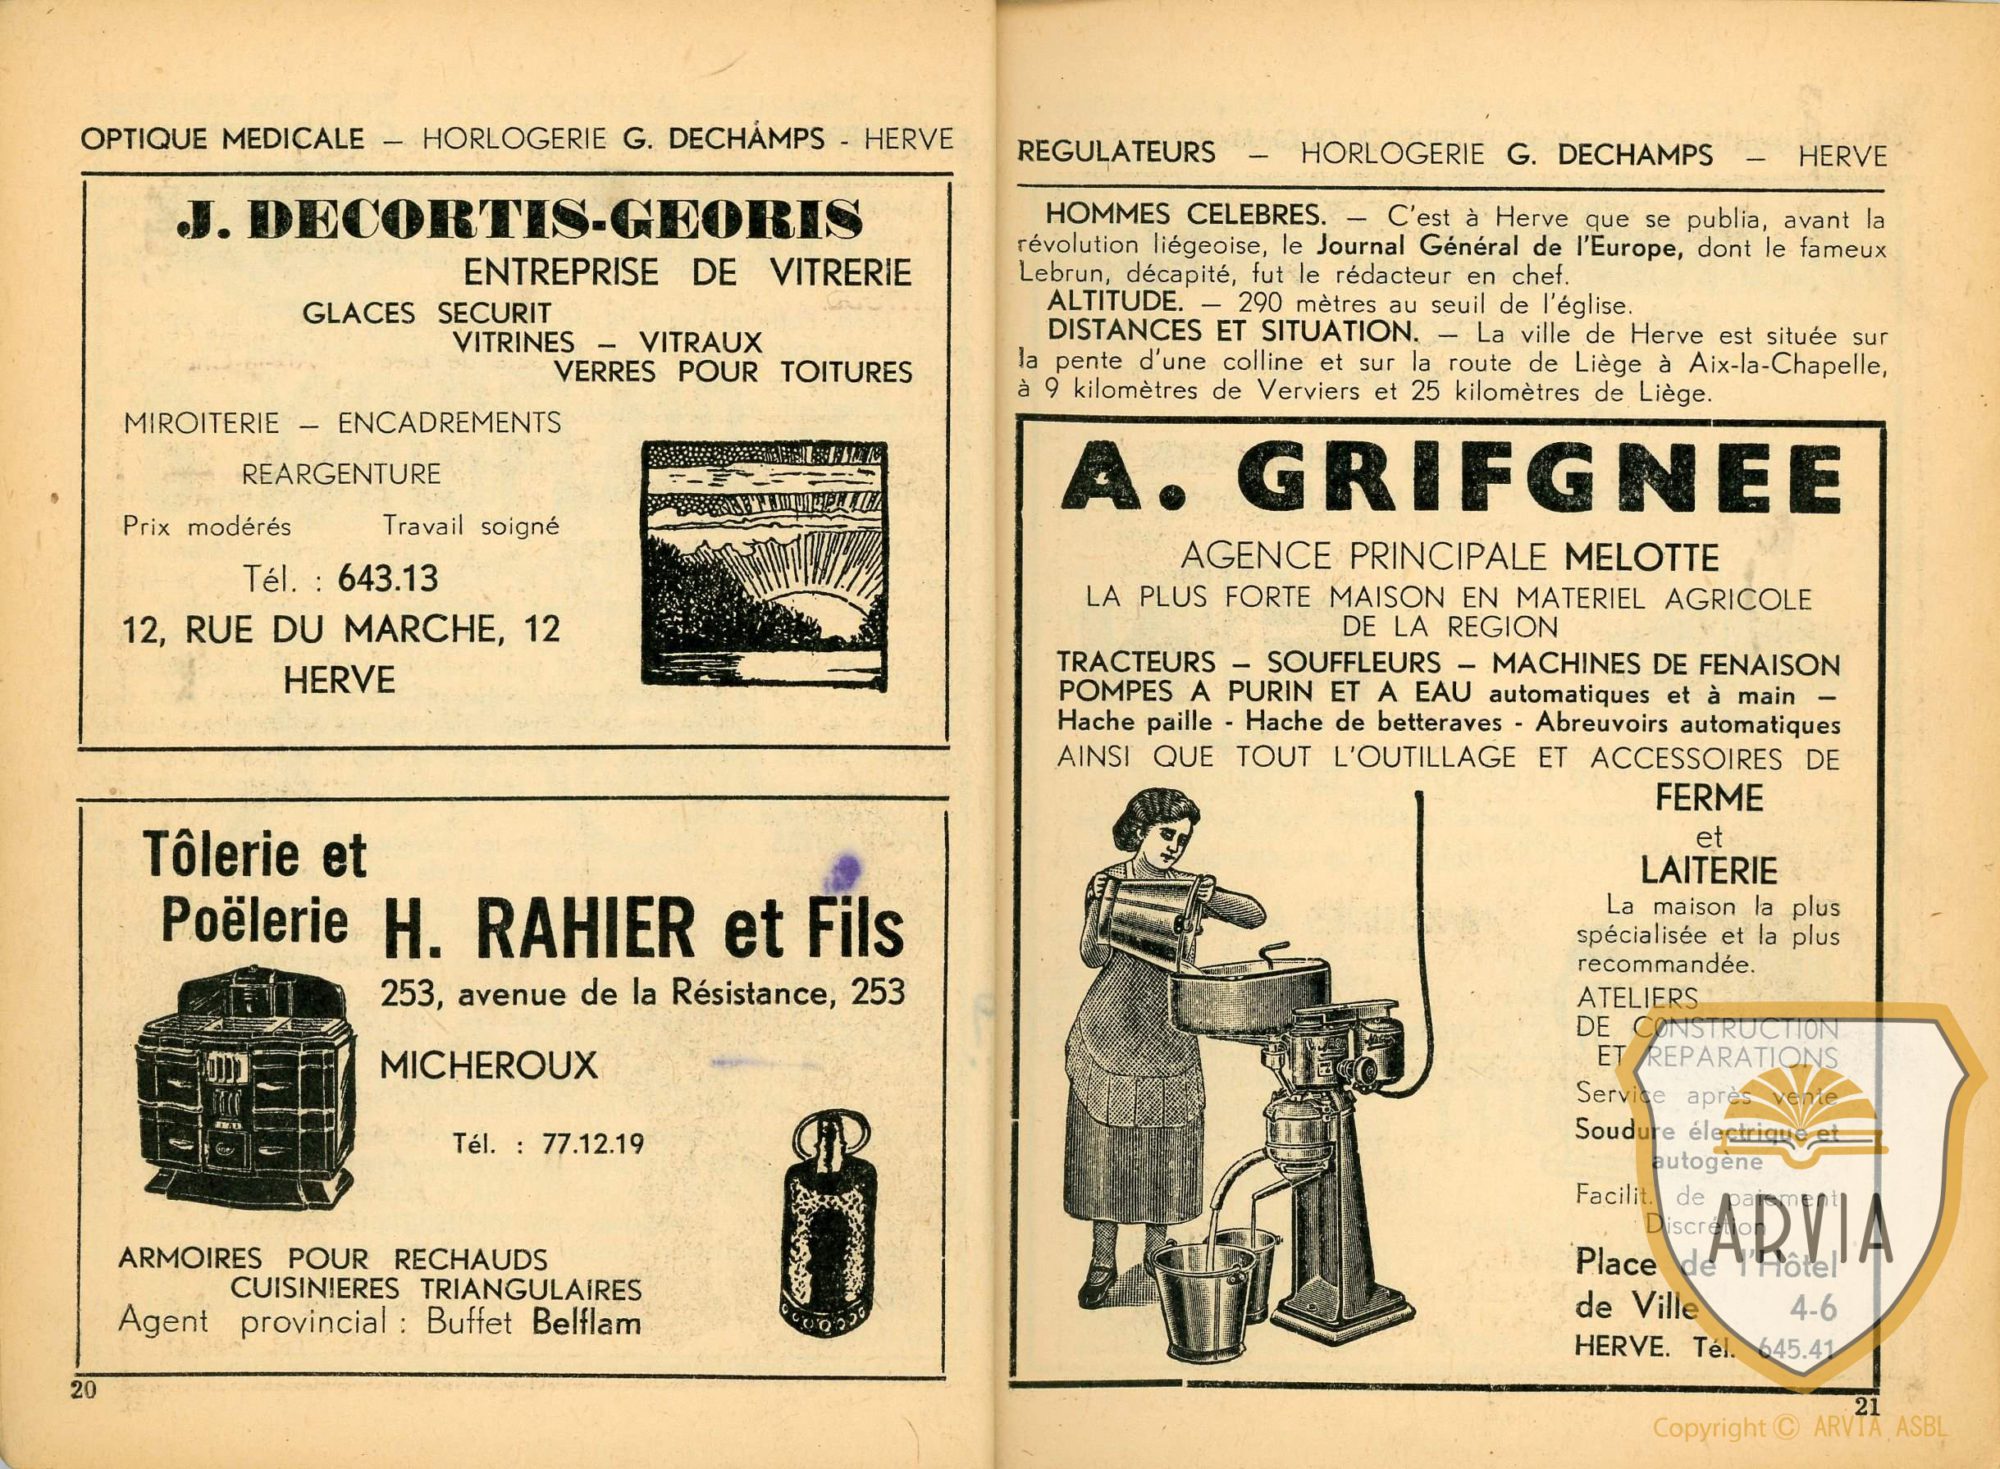 OPTIQUE MEDICALE — HORLOGERIE G. DECHAMPS - HERVE
J. DECORTIS-GEORIS
ENTREPRISE DE VITRERIE
GLACES SECURIT
VITRINES — VITRAUX
VERRES POUR TOITURES
MIROITERIE — ENCADREMENTS
REARGENTURE
Prix modérés Travail soigné
Tél. : 643.13
12, RUE DU MARCHE, 12
HERVE
Tôlerie et
Poëlerie H. RAHIER et Fils
253, avenue de la Résistance, 253
MICHEROUX
Tél. : 77.12.19
ARMOIRES POUR RECHAUDS
CUISINIERES TRIANGULAIRES
Agent provincial : Buffet Belflam
20
REGULATEURS — HORLOGERIE G. DECHAMPS — HERVE
HOMMES CELEBRES. — C'est à Herve que se publia, avant la
révolution liégeoise, le Journal Général de l'Europe, dont le fameux
Lebrun, décapité, fut le rédacteur en chef.
ALTITUDE. — 290 mètres au seuil de l'église.
DISTANCES ET SITUATION. — La ville de Herve est située sur
la pente d'une colline et sur la route de Liège à Aix-la-Chapelle,
à 9 kilomètres de Verviers et 25 kilomètres de Liège.
A. GRIFGNEE
AGENCE PRINCIPALE MELOTTE
LA PLUS FORTE MAISON EN MATERIEL AGRICOLE
DE LA REGION
TRACTEURS — SOUFFLEURS — MACHINES DE FENAISON
POMPES A PURIN ET A EAU automatiques et à main —
Hache paille - Hache de betteraves - Abreuvoirs automatiques
AINSI QUE TOUT L'OUTILLAGE ET ACCESSOIRES DE
FERME
et
LAITERIE
La maison la plus
spécialisée et la plus
recommandée.
ATELIERS
DE CONSTRUCTION
ET REPARATIONS
Service après vente
Soudure électrique et
autogène
Facilit. de paiement
Discrétion
Place de l'Hôtel
de Ville 4-6
HERVE. Tél. 645.41
21
ARVIA
Copyright © ARVIA ASBL